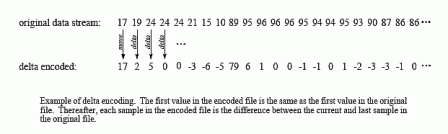 original data stream: 17 19 24 24 24 21 15 10 89 95 96 96 96 95 94 94 95 93 90 87 86 86 •••
move delta delta delta •••
delta encoded: 17 2 5 0 0 -3 -6 -5 79 6 1 0 0 -1 -1 0 1 -2 -3 -3 -1 0 •••
Example of delta encoding. The first value in the encoded file is the same as the first value in the original
file. Thereafter, each sample in the encoded file is the difference between the current and last sample in
the original file.